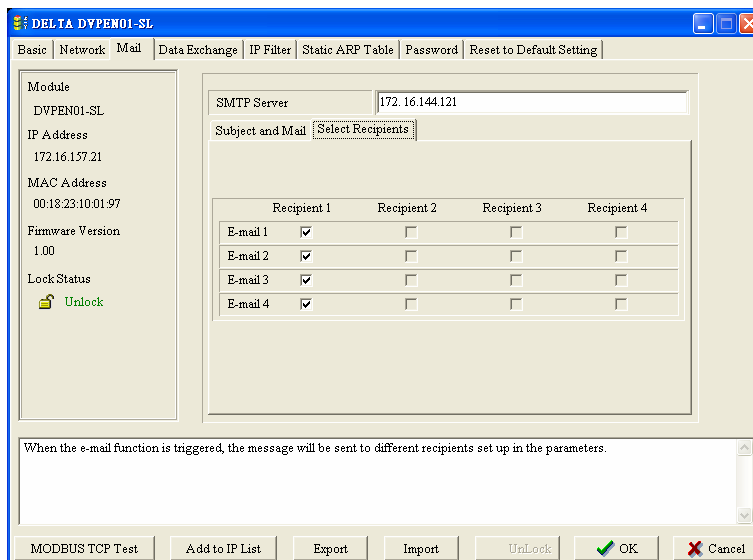 DELTA DVPEN01-SL
Basic Network Mail Data Exchange IP Filter Static ARP Table Password Reset to Default Setting
Module
DVPEN01-SL
IP Address
172.16.157.21
MAC Address
00:18:23:10:01:97
Firmware Version
1.00
Lock Status
Unlock
SMTP Server 172. 16.144.121
Subject and Mail Select Recipients
Recipient 1 Recipient 2 Recipient 3 Recipient 4
E-mail 1
E-mail 2
E-mail 3
E-mail 4
When the e-mail function is triggered, the message will be sent to different recipients set up in the parameters.
MODBUS TCP Test Add to IP List Export Import UnLock OK Cancel